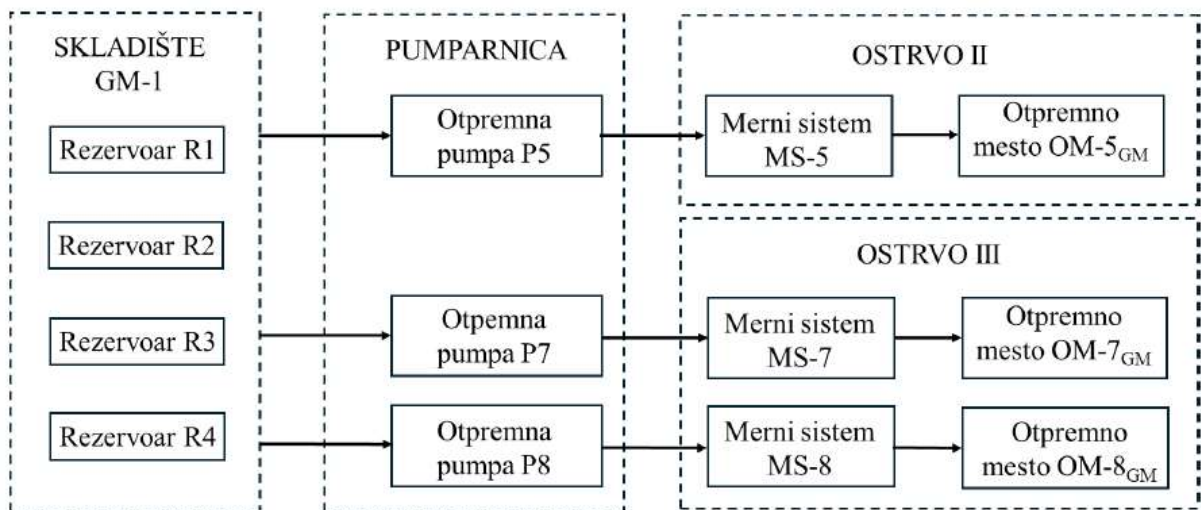 SKLADIŠTE
GM-1
Rezervoar R1
Rezervoar R2
Rezervoar R3
Rezervoar R4
PUMPARNICA
Otpremna
pumpa P5
Otpemna
pumpa P7
Otpremna
pumpa P8
OSTRVO II
Merni sistem
MS-5
Otpremno
mesto OM-5GM
OSTRVO III
Merni sistem
MS-7
Otpremno
mesto OM-7GM
Merni sistem
MS-8
Otpremno
mesto OM-8GM